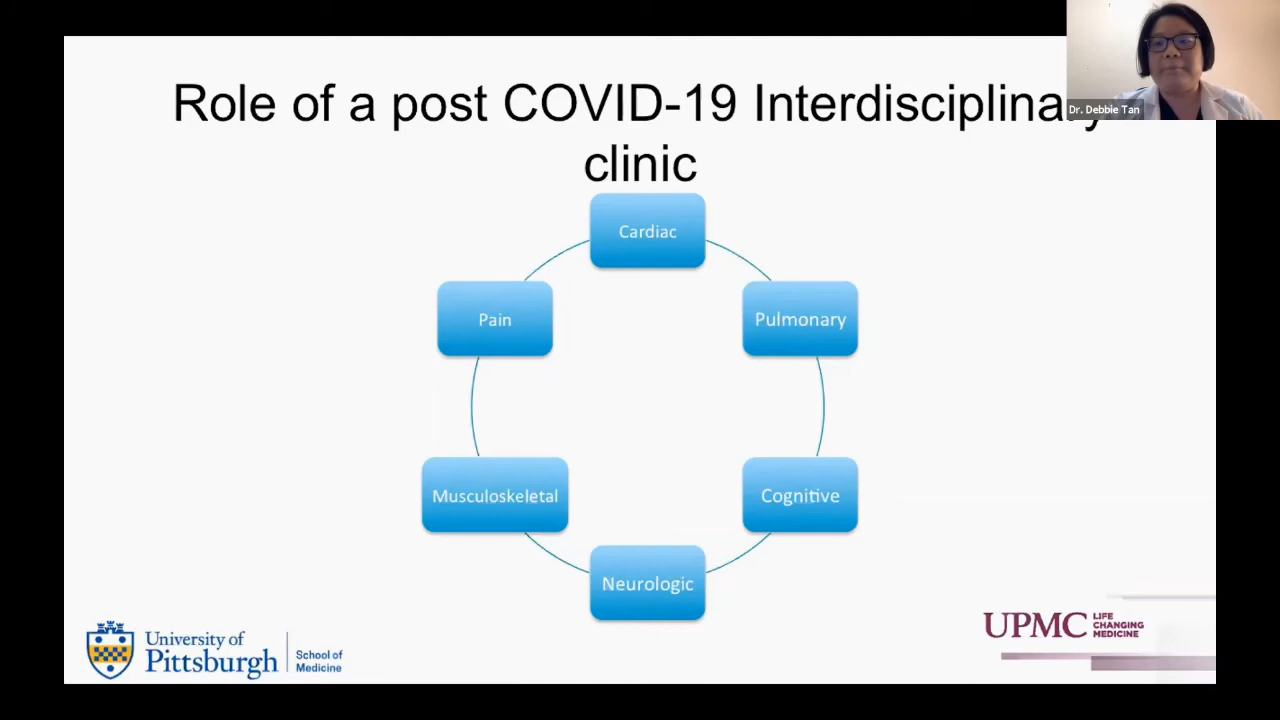 Role of a post COVID-19 Interdisciplinary
clinic
Dr. Debbie Tan
Cardiac
Pain
Pulmonary
Musculoskeletal
Cognitive
Neurologic
University of
Pittsburgh
School of
Medicine
UPMC
LIFE
CHANGING
MEDICINE